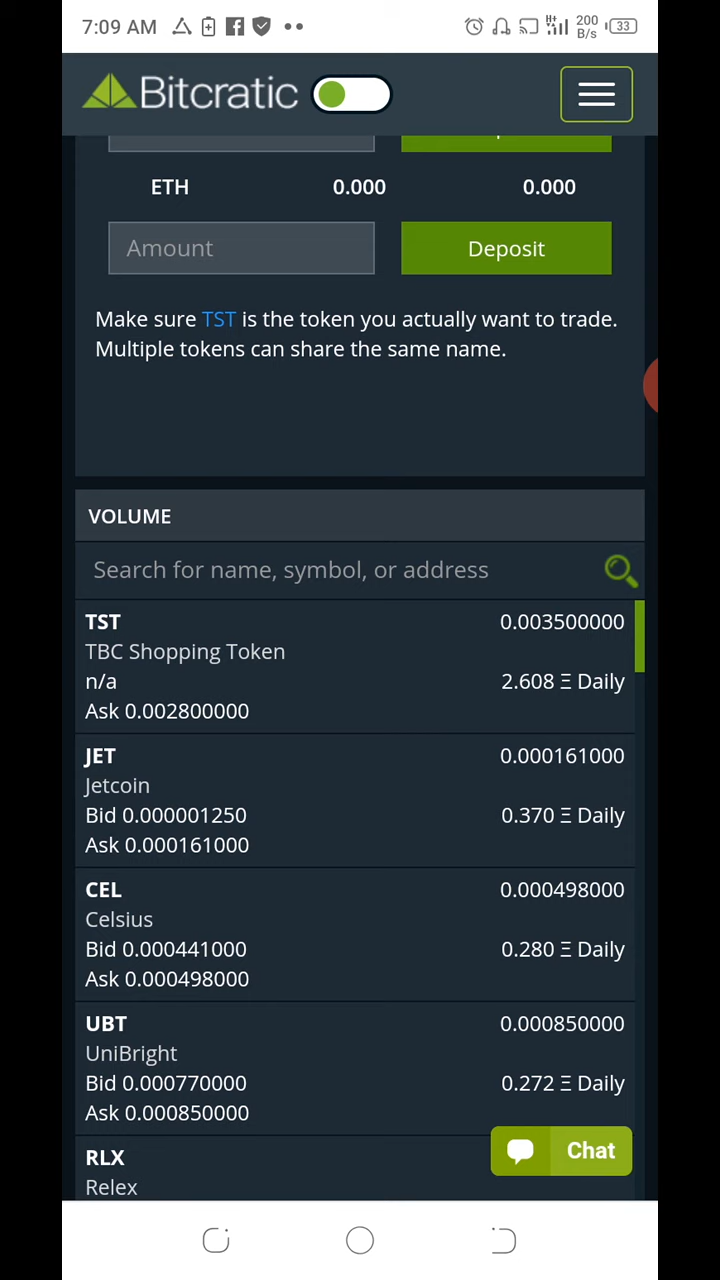 7:09 AM
200
B/s
33
Bitcratic
ETH 0.000 0.000
Amount Deposit
Make sure TST is the token you actually want to trade.
Multiple tokens can share the same name.
VOLUME
Search for name, symbol, or address
TST 0.003500000
TBC Shopping Token
n/a 2.608 Ξ Daily
Ask 0.002800000
JET 0.000161000
Jetcoin
Bid 0.000001250 0.370 Ξ Daily
Ask 0.000161000
CEL 0.000498000
Celsius
Bid 0.000441000 0.280 Ξ Daily
Ask 0.000498000
UBT 0.000850000
UniBright
Bid 0.000770000 0.272 Ξ Daily
Ask 0.000850000
RLX
Chat
Relex